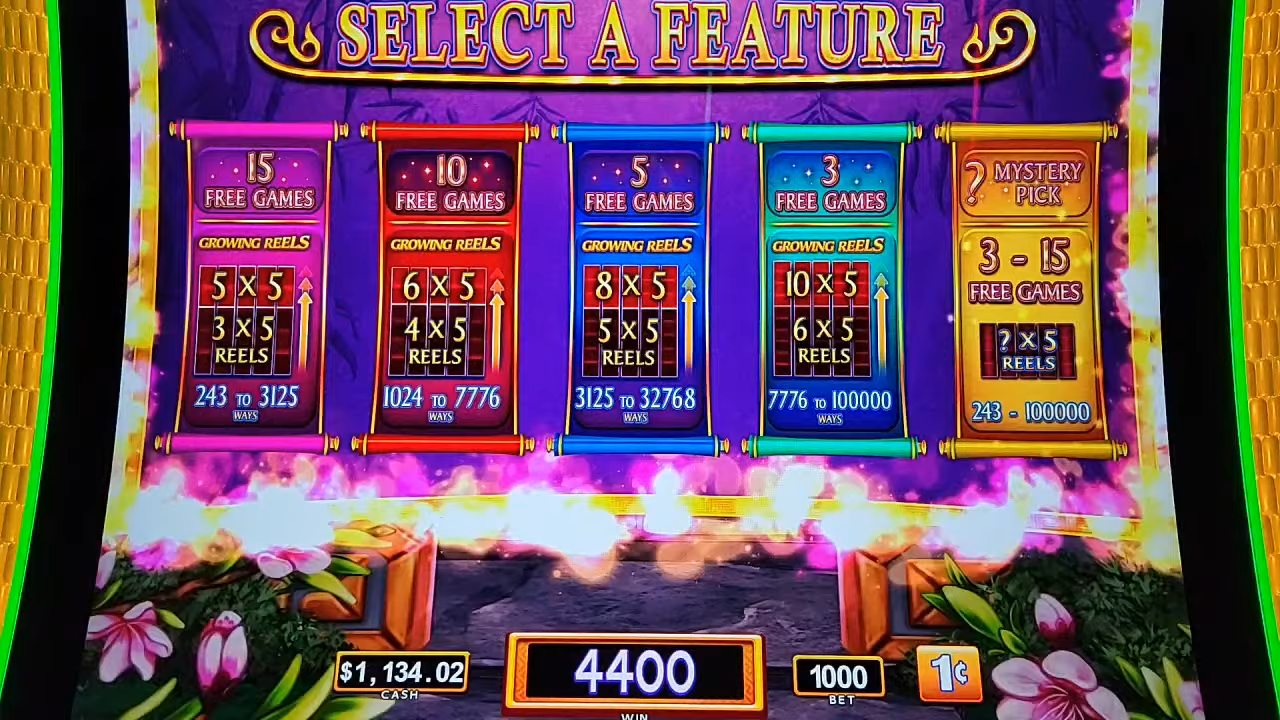 SELECT A FEATURE
15
FREE GAMES
GROWING REELS
5 X 5
3 X 5
REELS
243 TO 3125
WAYS
10
FREE GAMES
GROWING REELS
6 X 5
4 X 5
REELS
1024 TO 7776
WAYS
5
FREE GAMES
GROWING REELS
8 X 5
5 X 5
REELS
3125 TO 32768
WAYS
3
FREE GAMES
GROWING REELS
10 X 5
6 X 5
REELS
7776 TO 100000
WAYS
? MYSTERY
PICK
3 - 15
FREE GAMES
? X 5
REELS
243 - 100000
$1,134.02
CASH
4400
WIN
1000
BET
1¢